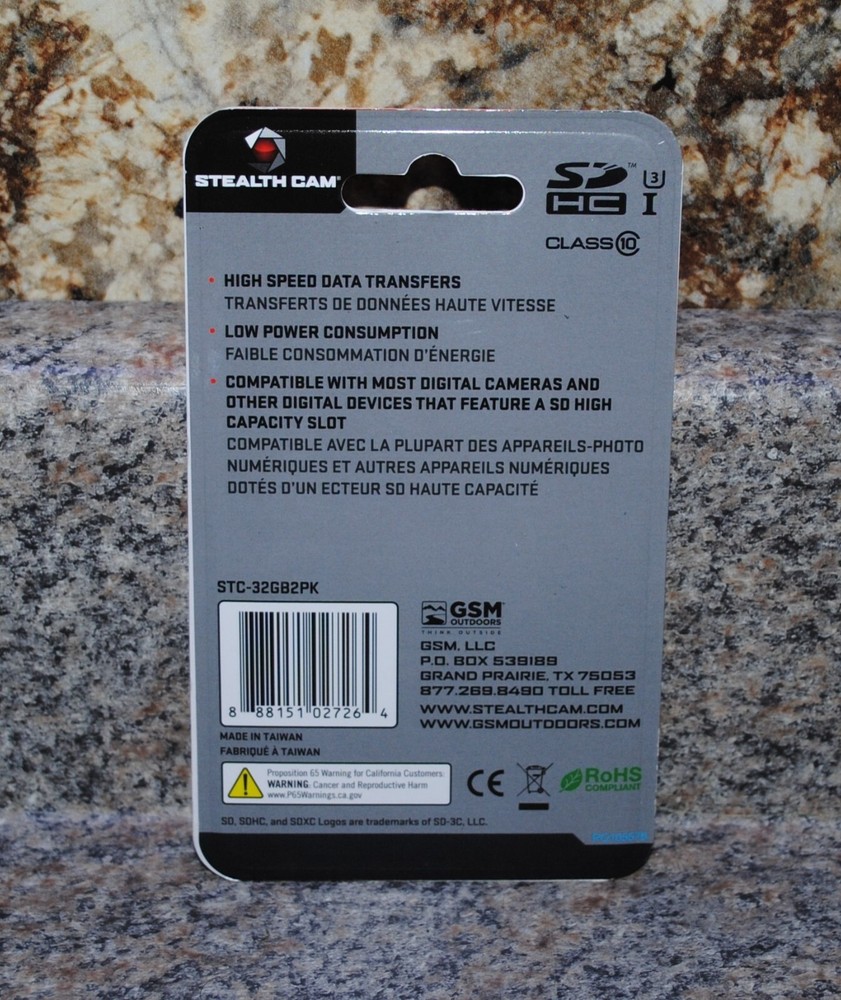 STEALTH CAM®
SD™
HC I
3
CLASS 10
• HIGH SPEED DATA TRANSFERS
TRANSFERTS DE DONNÉES HAUTE VITESSE
• LOW POWER CONSUMPTION
FAIBLE CONSOMMATION D'ÉNERGIE
• COMPATIBLE WITH MOST DIGITAL CAMERAS AND
OTHER DIGITAL DEVICES THAT FEATURE A SD HIGH
CAPACITY SLOT
COMPATIBLE AVEC LA PLUPART DES APPAREILS-PHOTO
NUMÉRIQUES ET AUTRES APPAREILS NUMÉRIQUES
DOTÉS D'UN ECTEUR SD HAUTE CAPACITÉ
STC-32GB2PK
8 88151 02726 4
GSM
OUTDOORS
THINK OUTSIDE
GSM, LLC
P.O. BOX 539189
GRAND PRAIRIE, TX 75053
877.269.8490 TOLL FREE
WWW.STEALTHCAM.COM
WWW.GSMOUTDOORS.COM
MADE IN TAIWAN
FABRIQUÉ À TAIWAN
Proposition 65 Warning for California Customers:
WARNING: Cancer and Reproductive Harm
www.P65Warnings.ca.gov
CE
RoHS
COMPLIANT
SD, SDHC, and SDXC Logos are trademarks of SD-3C, LLC.